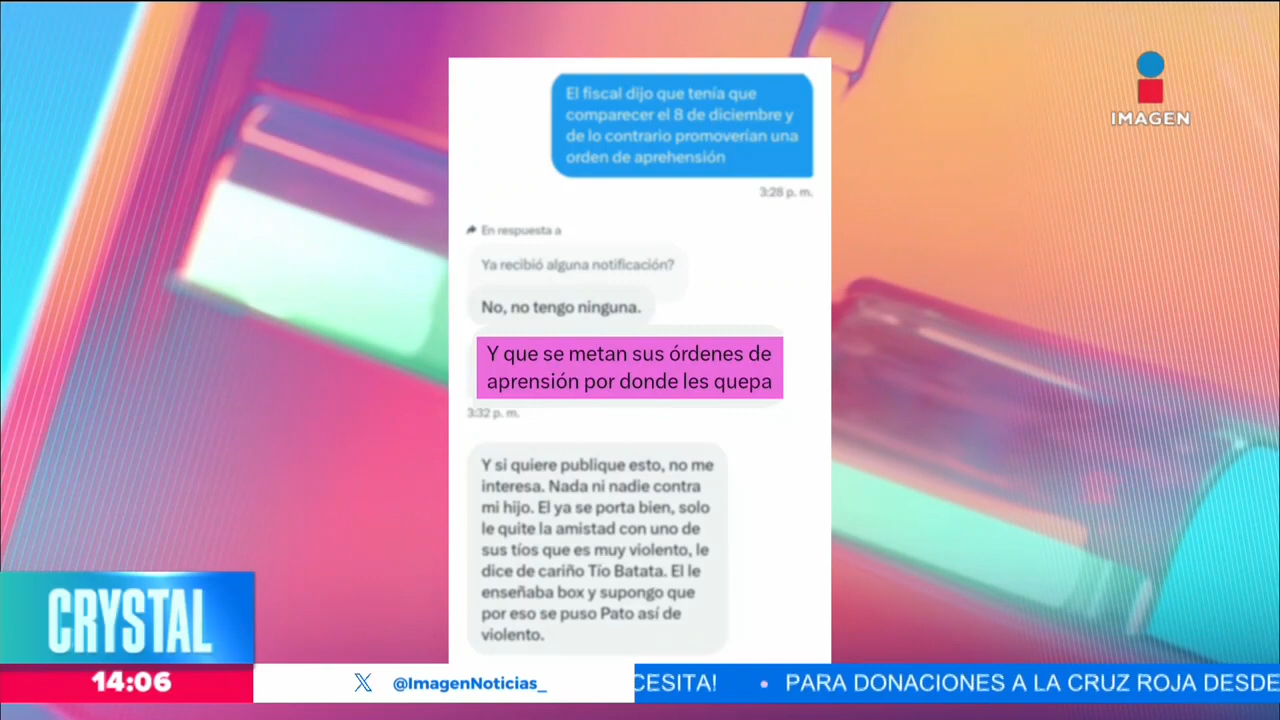 IMAGEN
El fiscal dijo que tenía que
comparecer el 8 de diciembre y
de lo contrario promoverían una
orden de aprehensión
3:28 p. m.
En respuesta a
Ya recibió alguna notificación?
No, no tengo ninguna.
Y que se metan sus órdenes de
aprensión por donde les quepa
3:32 p. m.
Y si quiere publique esto, no me
interesa. Nada ni nadie contra
mi hijo. El ya se porta bien, solo
le quite la amistad con uno de
sus tíos que es muy violento, le
dice de cariño Tío Batata. El le
enseñaba box y supongo que
por eso se puso Pato así de
violento.
CRYSTAL
14:06
X @ImagenNoticias_
CESITA! • PARA DONACIONES A LA CRUZ ROJA DESDE